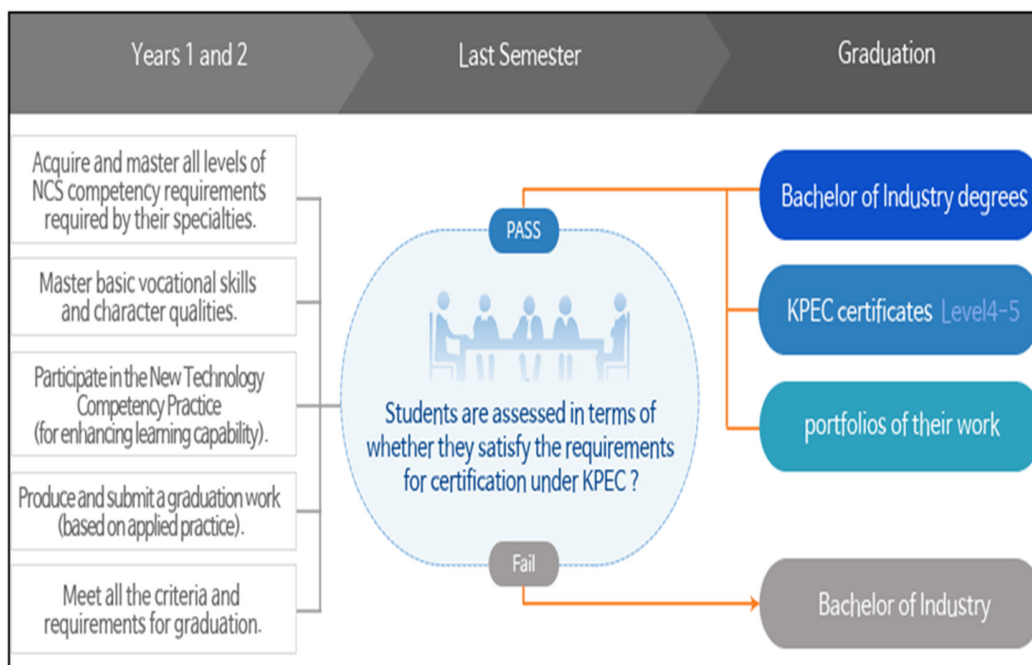 Years 1 and 2
Last Semester
Graduation
Acquire and master all levels of
NCS competency requirements
required by their specialties.
Master basic vocational skills
and character qualities.
Participate in the New Technology
Competency Practice
(for enhancing learning capability).
Produce and submit a graduation work
(based on applied practice).
Meet all the criteria and
requirements for graduation.
PASS
Students are assessed in terms of
whether they satisfy the requirements
for certification under KPEC ?
Fail
Bachelor of Industry degrees
KPEC certificates Level4-5
portfolios of their work
Bachelor of Industry